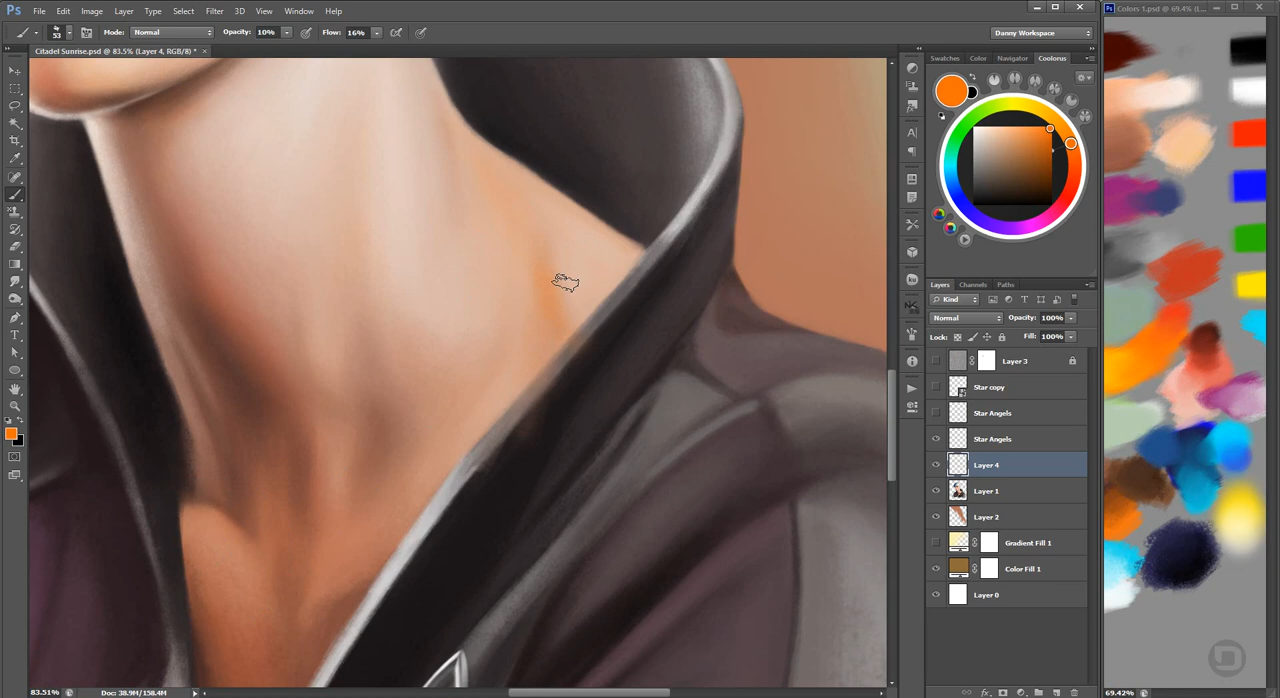 Ps File Edit Image Layer Type Select Filter 3D View Window Help
Colors 1.psd @ 69.4% (L...
53 Mode: Normal Opacity: 10% Flow: 16% Danny Workspace
Citadel Sunrise.psd @ 83.5% (Layer 4, RGB/8) * ×
Swatches Color Navigator Coolorus
Layers Channels Paths
Kind
Normal Opacity: 100%
Lock: Fill: 100%
Layer 3
Star copy
Star Angels
Star Angels
Layer 4
Layer 1
Layer 2
Gradient Fill 1
Color Fill 1
Layer 0
83.51% Doc: 38.9M/158.4M
69.42%